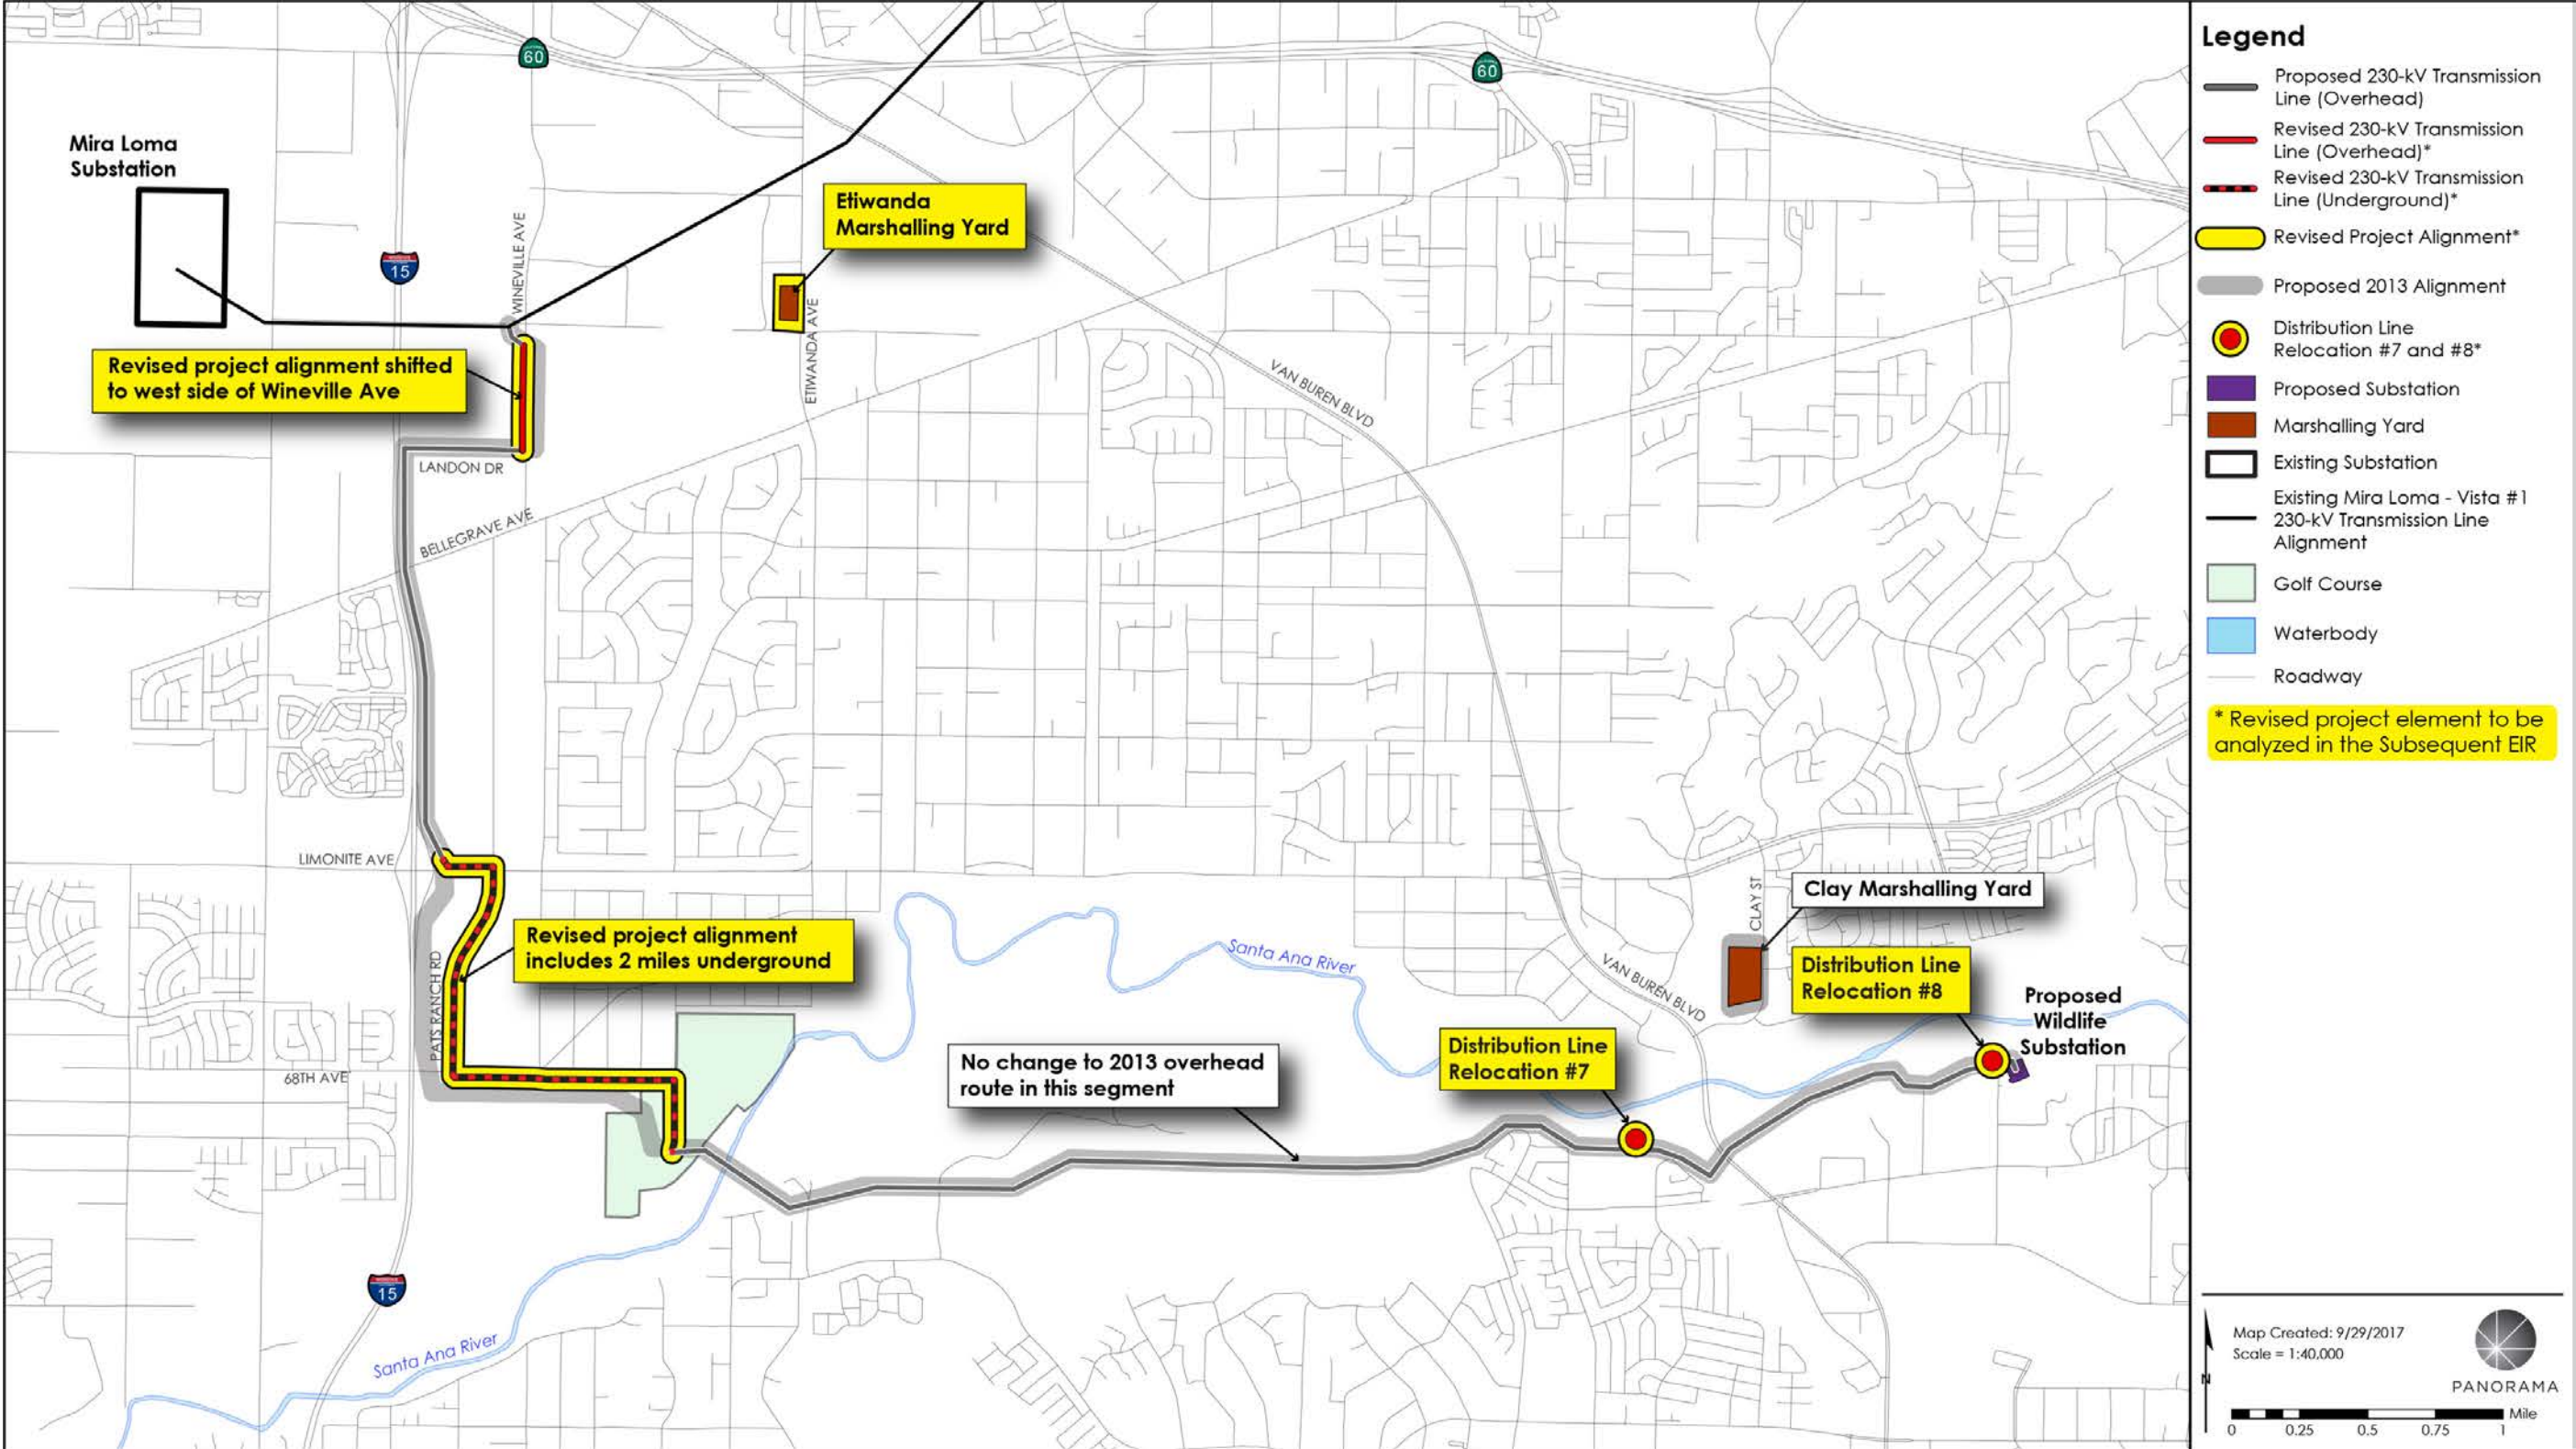 60
60
Mira Loma
Substation
Etiwanda
Marshalling Yard
15
WINEVILLE AVE
ETIWANDA AVE
Revised project alignment shifted
to west side of Wineville Ave
VAN BUREN BLVD
LANDON DR
BELLEGRAVE AVE
LIMONITE AVE
Revised project alignment
includes 2 miles underground
PATS RANCH RD
68TH AVE
Santa Ana River
CLAY ST
Clay Marshalling Yard
VAN BUREN BLVD
Distribution Line
Relocation #8
Proposed
Wildlife
Substation
Distribution Line
Relocation #7
No change to 2013 overhead
route in this segment
15
Santa Ana River
Legend
Proposed 230-kV Transmission
Line (Overhead)
Revised 230-kV Transmission
Line (Overhead)*
Revised 230-kV Transmission
Line (Underground)*
Revised Project Alignment*
Proposed 2013 Alignment
Distribution Line
Relocation #7 and #8*
Proposed Substation
Marshalling Yard
Existing Substation
Existing Mira Loma - Vista #1
230-kV Transmission Line
Alignment
Golf Course
Waterbody
Roadway
* Revised project element to be
analyzed in the Subsequent EIR
Map Created: 9/29/2017
Scale = 1:40,000
N
PANORAMA
Mile
0 0.25 0.5 0.75 1